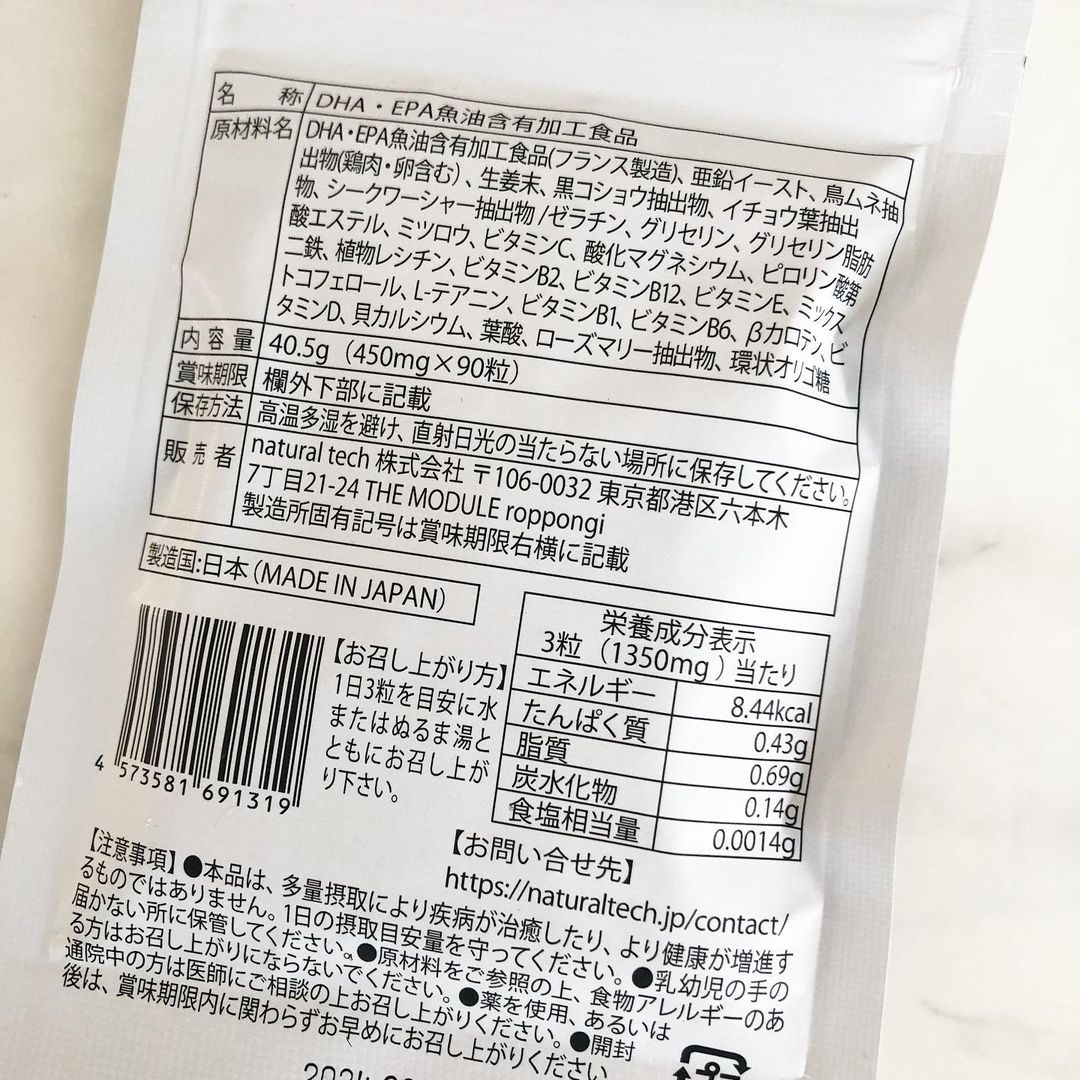 名 称 DHA・EPA魚油含有加工食品
原材料名 DHA・EPA魚油含有加工食品(フランス製造)、亜鉛イースト、鳥ムネ抽
出物(鶏肉・卵含む)、生姜末、黒コショウ抽出物、イチョウ葉抽出
物、シークワーシャー抽出物/ゼラチン、グリセリン、グリセリン脂肪
酸エステル、ミツロウ、ビタミンC、酸化マグネシウム、ピロリン酸第
二鉄、植物レシチン、ビタミンB2、ビタミンB12、ビタミンE、ミックス
トコフェロール、L-テアニン、ビタミンB1、ビタミンB6、βカロテン、ビ
タミンD、貝カルシウム、葉酸、ローズマリー抽出物、環状オリゴ糖
内容量 40.5g (450mg×90粒)
賞味期限 欄外下部に記載
保存方法 高温多湿を避け、直射日光の当たらない場所に保存してください。
販売者 natural tech 株式会社 〒106-0032 東京都港区六本木
7丁目21-24 THE MODULE roppongi
製造所固有記号は賞味期限右横に記載
製造国:日本 (MADE IN JAPAN)
4 573581 691319
【お召し上がり方】
1日3粒を目安に水
またはぬるま湯と
ともにお召し上が
り下さい。
栄養成分表示
3粒 (1350mg) 当たり
エネルギー 8.44kcal
たんぱく質 0.43g
脂質 0.69g
炭水化物 0.14g
食塩相当量 0.0014g
【お問い合せ先】
https://naturaltech.jp/contact/
【注意事項】●本品は、多量摂取により疾病が治癒したり、より健康が増進す
るものではありません。1日の摂取目安量を守ってください。●乳幼児の手の
届かない所に保管してください。●原材料をご参照の上、食物アレルギーのあ
る方はお召し上がりにならないでください。●薬を使用、あるいは
通院中の方は医師にご相談の上お召し上がりください。●開封
後は、賞味期限内に関わらずお早めにお召し上がりください
プラ